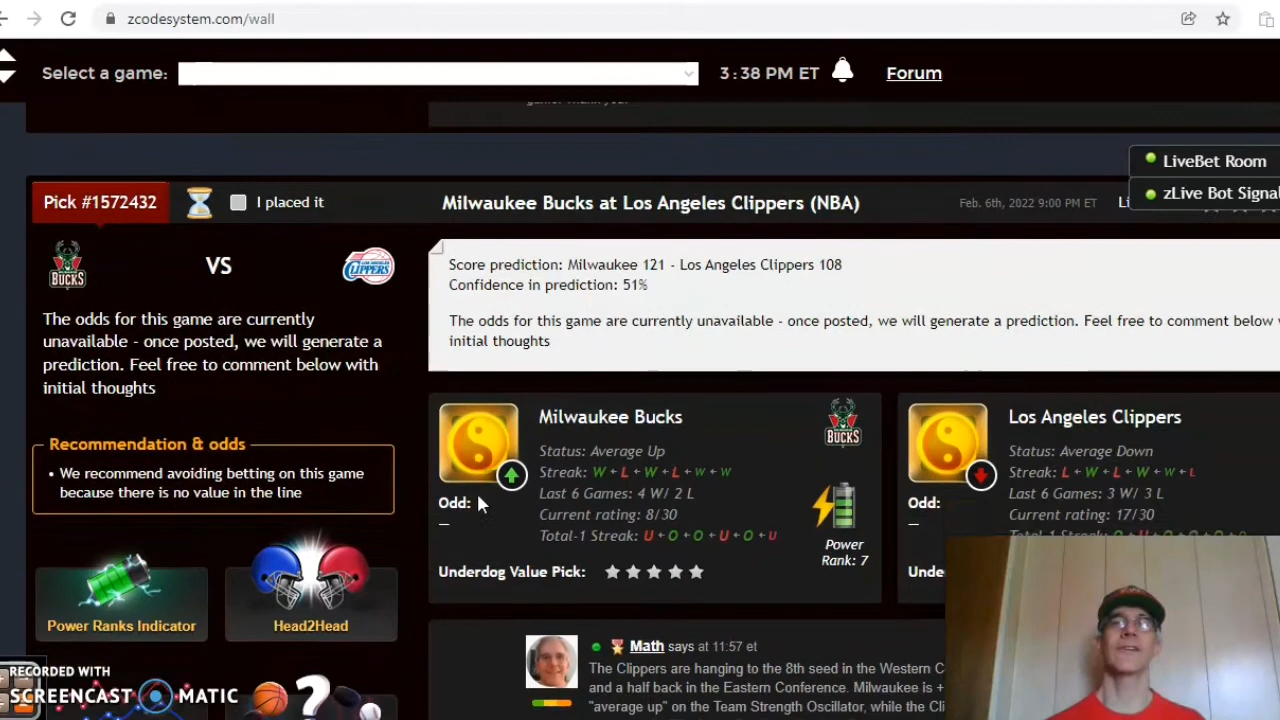 zcodesystem.com/wall
Select a game:
3:38 PM ET
Forum
LiveBet Room
zLive Bot Signal
Pick #1572432
I placed it
Milwaukee Bucks at Los Angeles Clippers (NBA)
Feb. 6th, 2022 9:00 PM ET
BUCKS
VS
CLIPPERS
The odds for this game are currently
unavailable - once posted, we will generate a
prediction. Feel free to comment below with
initial thoughts
Score prediction: Milwaukee 121 - Los Angeles Clippers 108
Confidence in prediction: 51%
The odds for this game are currently unavailable - once posted, we will generate a prediction. Feel free to comment below w
initial thoughts
Recommendation & odds
• We recommend avoiding betting on this game
because there is no value in the line
Power Ranks Indicator
Head2Head
Milwaukee Bucks
BUCKS
Status: Average Up
Streak: W L W L W W
Last 6 Games: 4 W/ 2 L
Odd:
—
Current rating: 8/30
Total-1 Streak: U O O U O U
Power
Rank: 7
Underdog Value Pick:
Los Angeles Clippers
Status: Average Down
Streak: L W L W W L
Last 6 Games: 3 W/ 3 L
Odd:
—
Current rating: 17/30
Unde
Math says at 11:57 et
The Clippers are hanging to the 8th seed in the Western C
and a half back in the Eastern Conference. Milwaukee is +
"average up" on the Team Strength Oscillator, while the Cli
RECORDED WITH
SCREENCAST MATIC